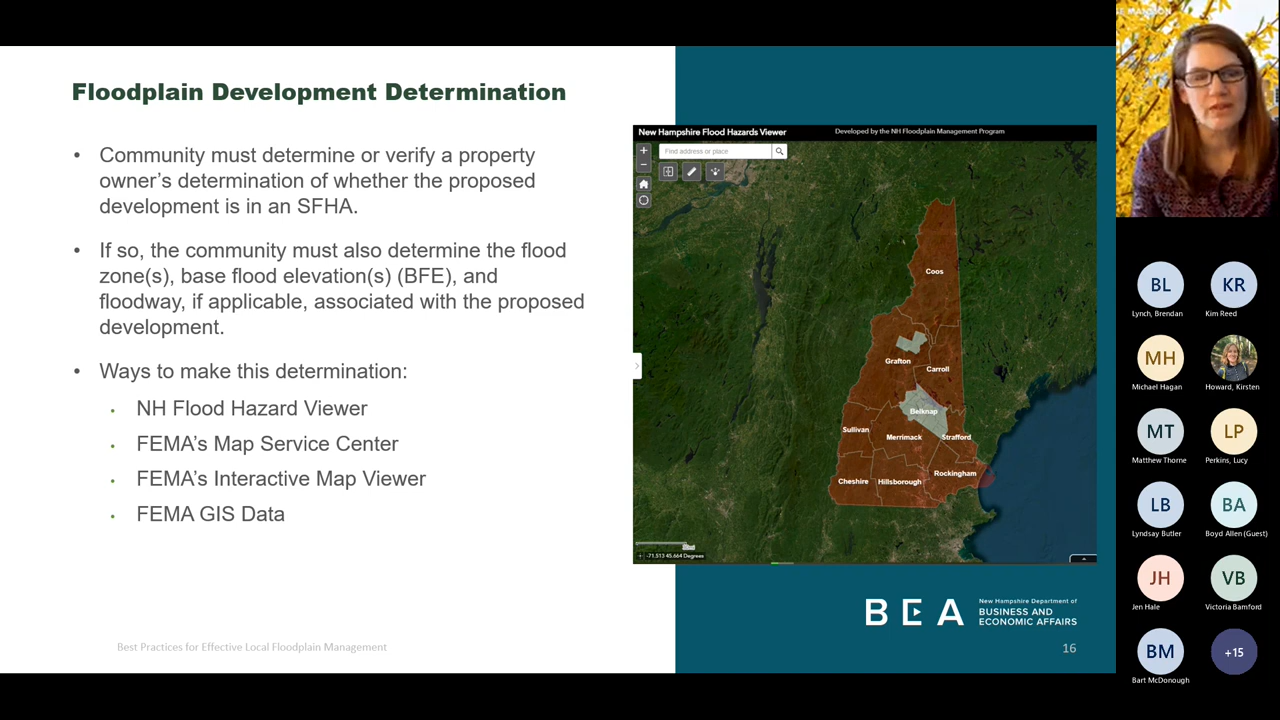 Floodplain Development Determination
• Community must determine or verify a property
owner’s determination of whether the proposed
development is in an SFHA.
• If so, the community must also determine the flood
zone(s), base flood elevation(s) (BFE), and
floodway, if applicable, associated with the proposed
development.
• Ways to make this determination:
• NH Flood Hazard Viewer
• FEMA’s Map Service Center
• FEMA’s Interactive Map Viewer
• FEMA GIS Data
Best Practices for Effective Local Floodplain Management
New Hampshire Flood Hazards Viewer
Developed by the NH Floodplain Management Program
Find address or place
Coos
Grafton
Carroll
Belknap
Sullivan
Merrimack
Strafford
Rockingham
Cheshire
Hillsborough
-71.513 45.664 Degrees
BEA
New Hampshire Department of
BUSINESS AND
ECONOMIC AFFAIRS
16
BL
Lynch, Brendan
KR
Kim Reed
MH
Michael Hagan
Howard, Kirsten
MT
Matthew Thorne
LP
Perkins, Lucy
LB
Lyndsay Butler
BA
Boyd Allen (Guest)
JH
Jen Hale
VB
Victoria Bamford
BM
Bart McDonough
+15